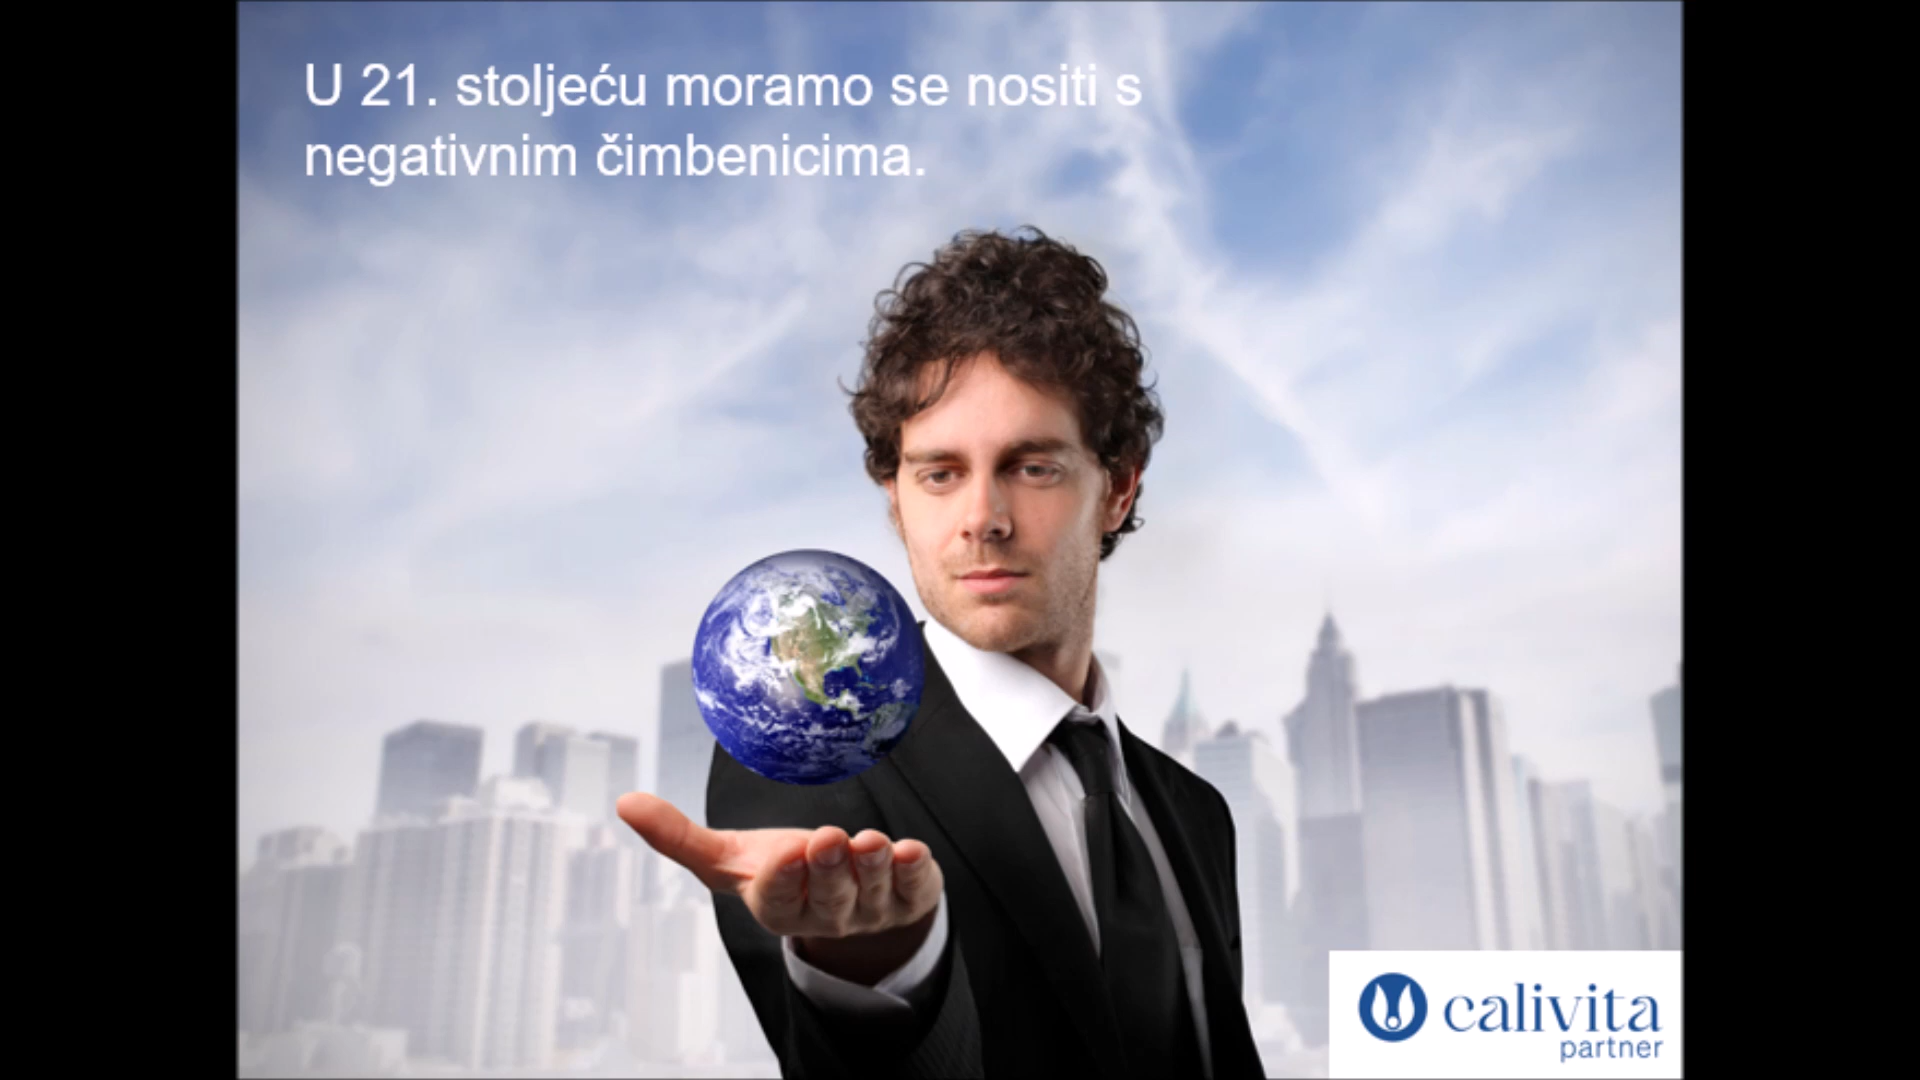 U 21. stoljeću moramo se nositi s
negativnim čimbenicima.
calivita
partner